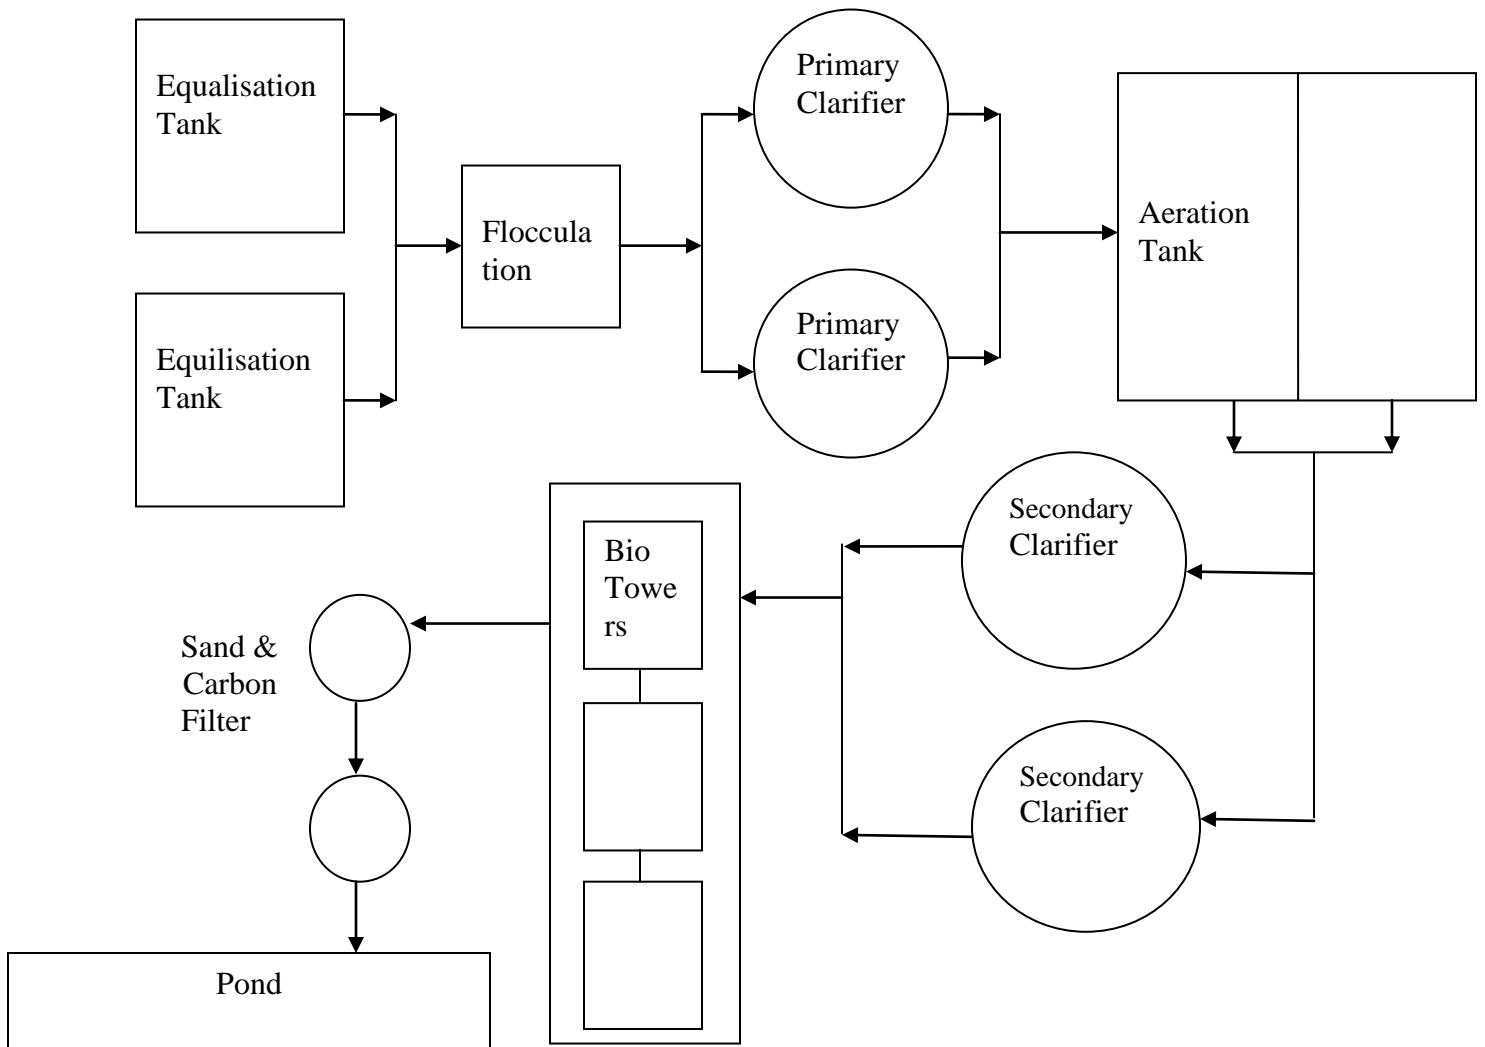 Equalisation
Tank
Equilisation
Tank
Floccula
tion
Primary
Clarifier
Primary
Clarifier
Aeration
Tank
Secondary
Clarifier
Secondary
Clarifier
Bio
Towe
rs
Sand &
Carbon
Filter
Pond